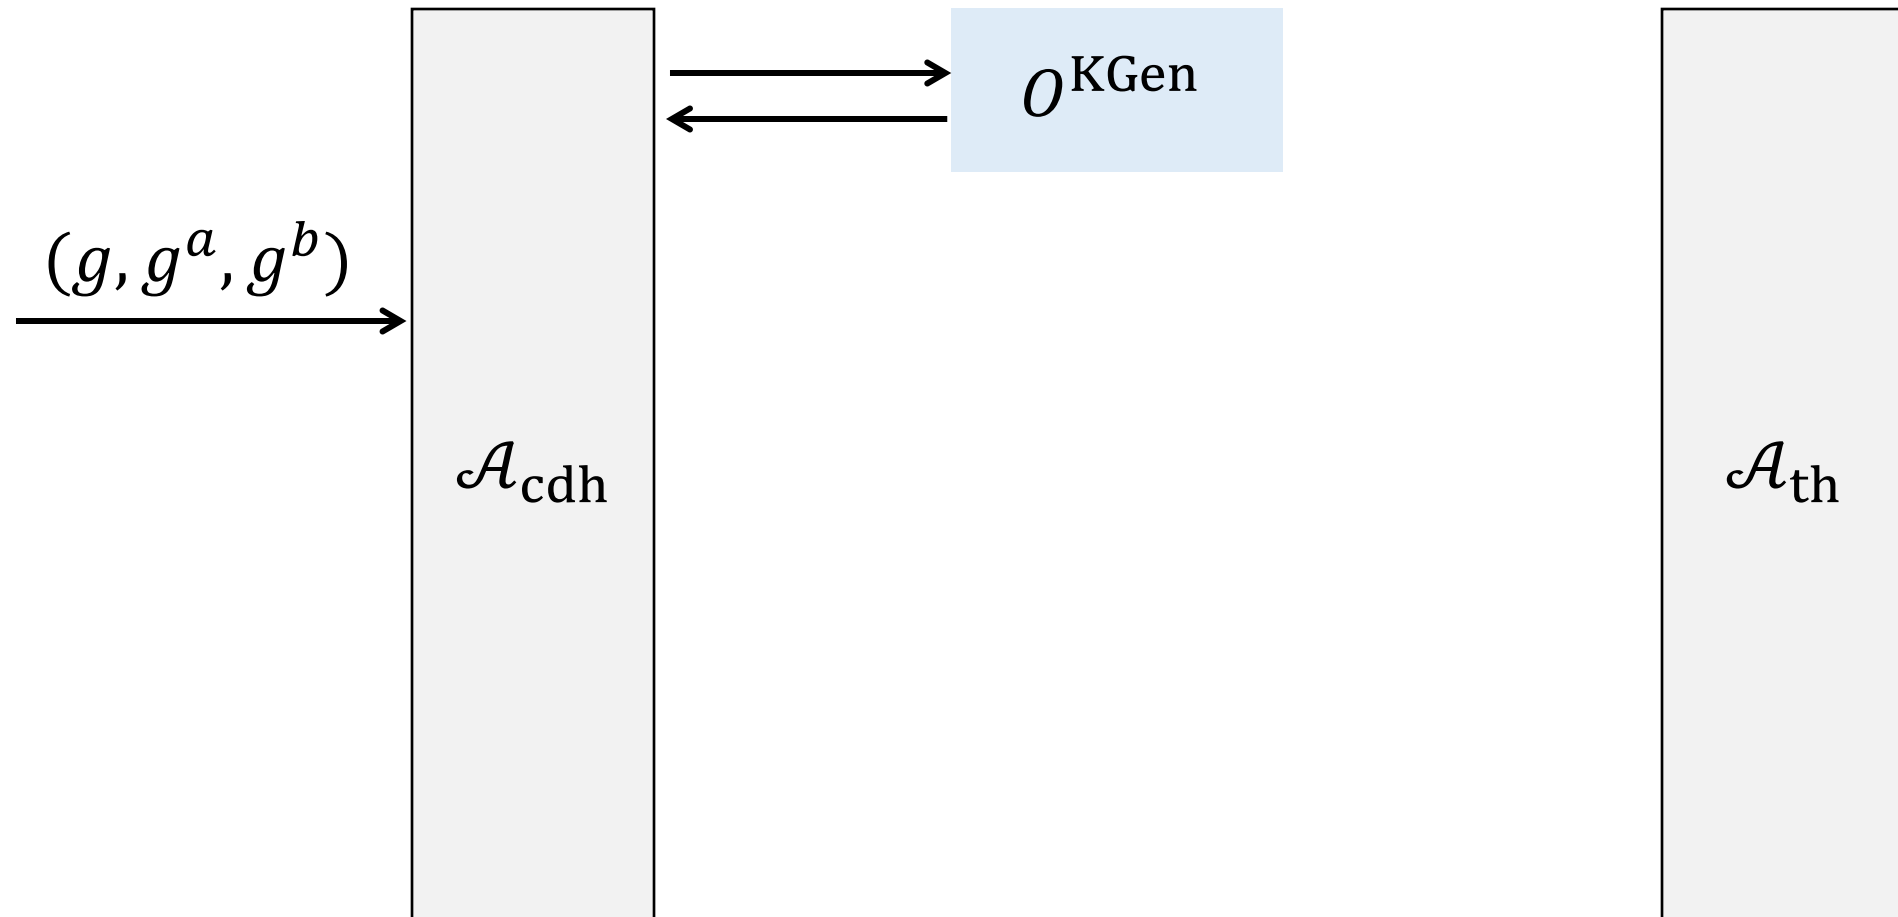 O^KGen
(g, g^a, g^b)
𝒜_cdh
𝒜_th